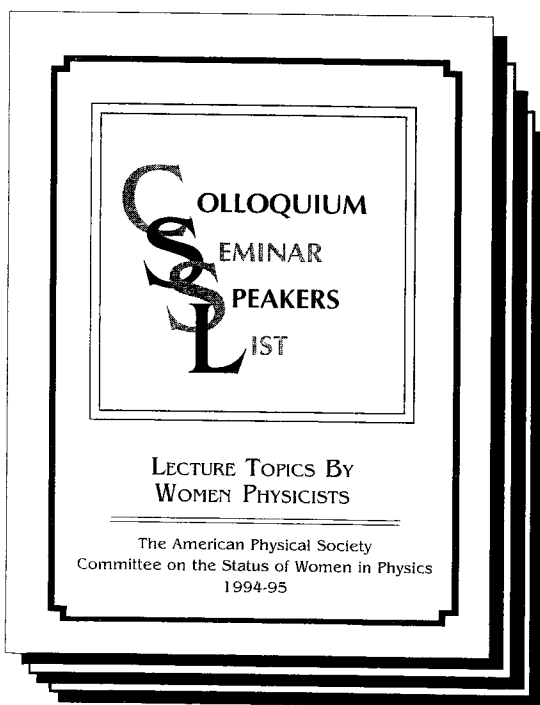 COLLOQUIUM
SEMINAR
SPEAKERS
LIST
LECTURE TOPICS BY
WOMEN PHYSICISTS
The American Physical Society
Committee on the Status of Women in Physics
1994-95